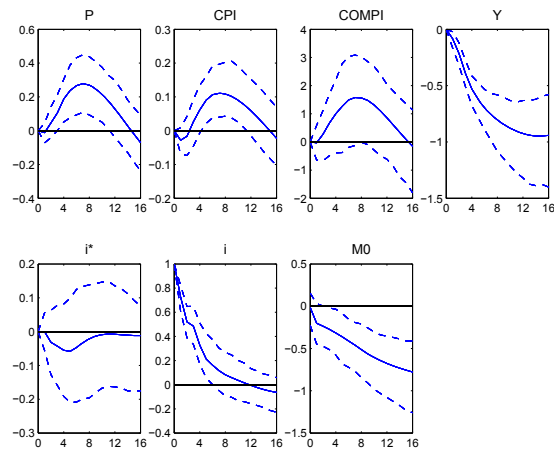 P CPI COMPI Y
0.6 0.3 4 0
0.4 0.2 3
2 −0.5
0.2 0.1 1
0 0 0 −1
−0.2 −0.1 −1
−0.4 −0.2 −2 −1.5
0 4 8 12 16 0 4 8 12 16 0 4 8 12 16 0 4 8 12 16
i* i M0
0.2 1 0.5
0.8
0.1 0.6 0
0 0.4 −0.5
−0.1 0.2
0 −1
−0.2 −0.2
−0.3 −0.4 −1.5
0 4 8 12 16 0 4 8 12 16 0 4 8 12 16